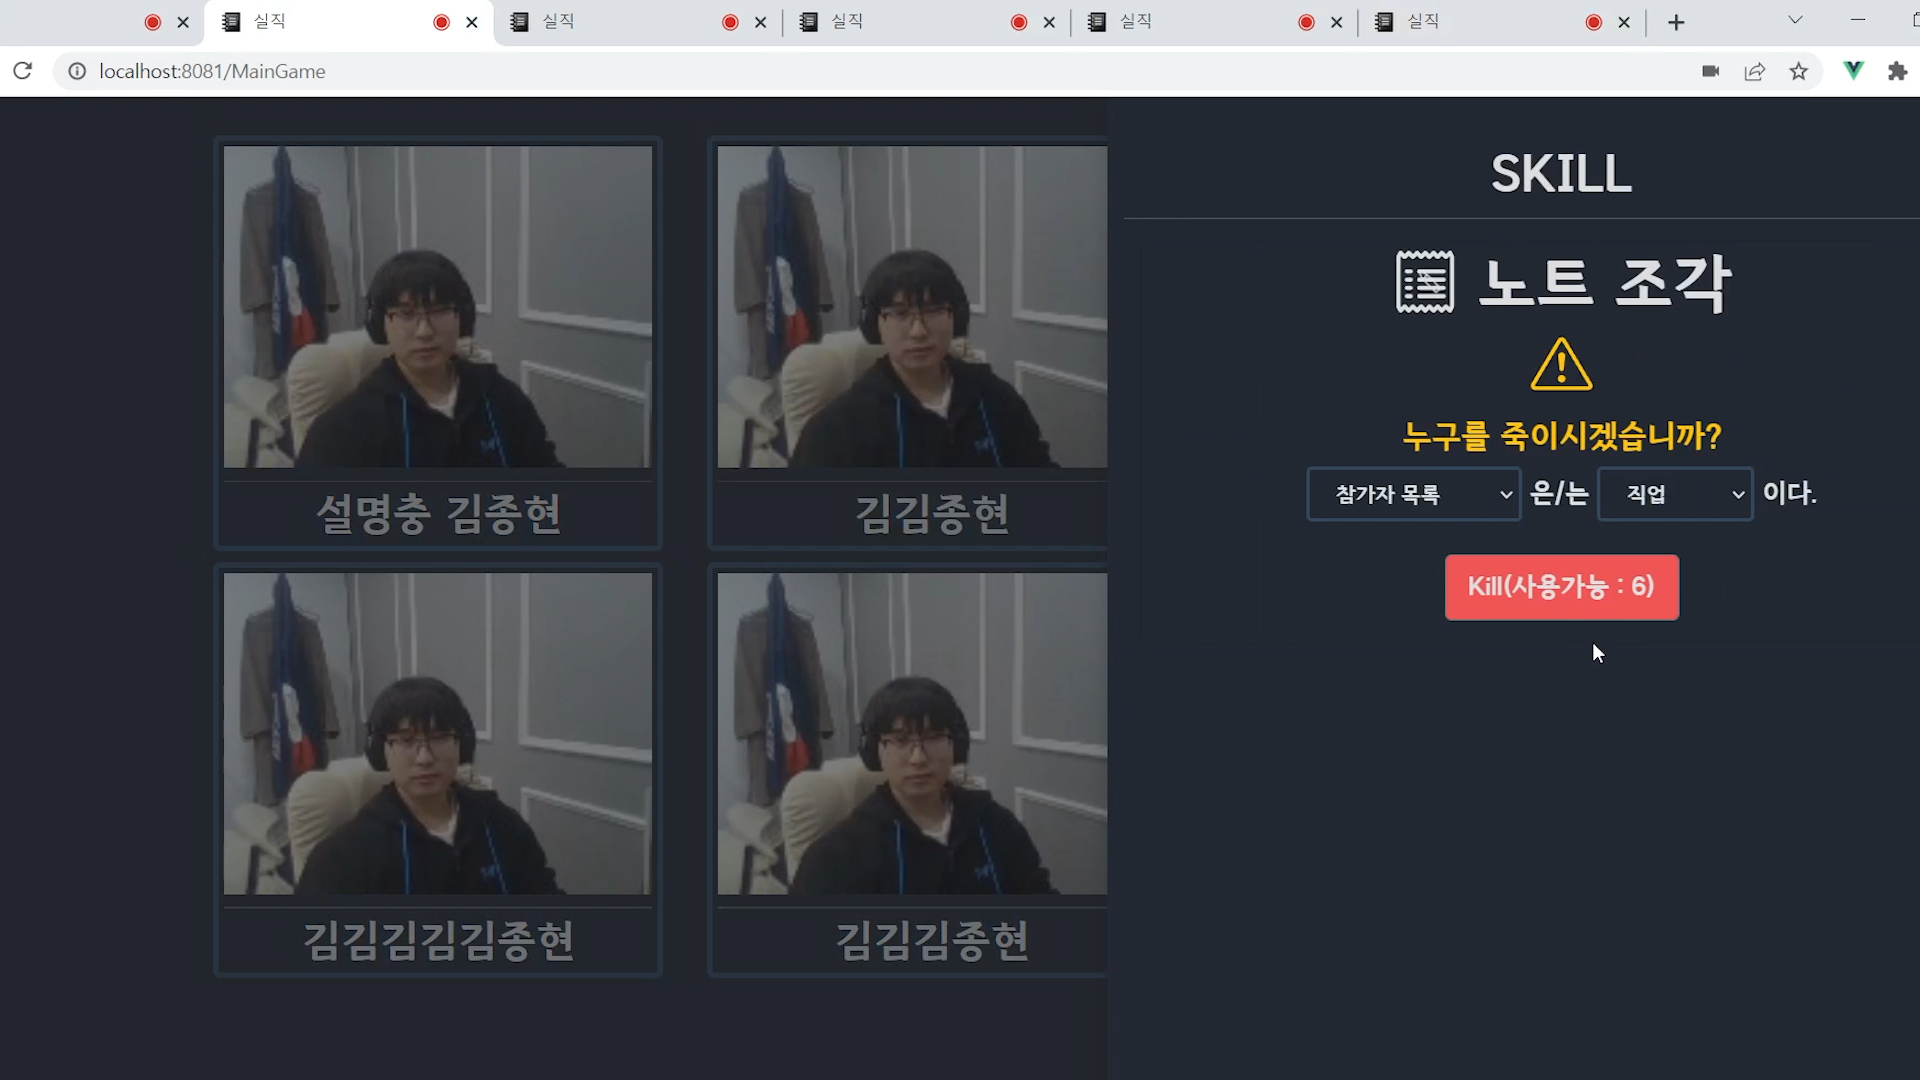 실직
실직
실직
실직
실직
localhost:8081/MainGame
SKILL
노트 조각
누구를 죽이시겠습니까?
참가자 목록 은/는 직업 이다.
Kill(사용가능 : 6)
설명충 김종현
김김종현
김김김김김종현
김김김종현